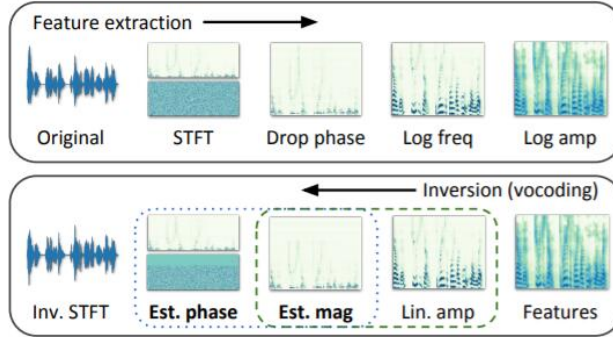 Feature extraction
Original STFT Drop phase Log freq Log amp
Inversion (vocoding)
Inv. STFT Est. phase Est. mag Lin. amp Features